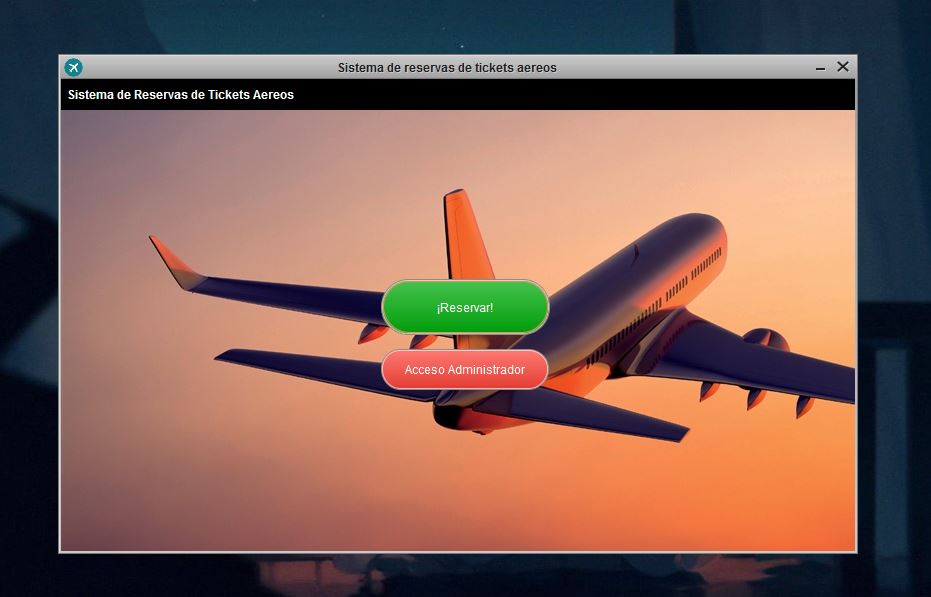 Sistema de reservas de tickets aereos
Sistema de Reservas de Tickets Aereos
¡Reservar!
Acceso Administrador